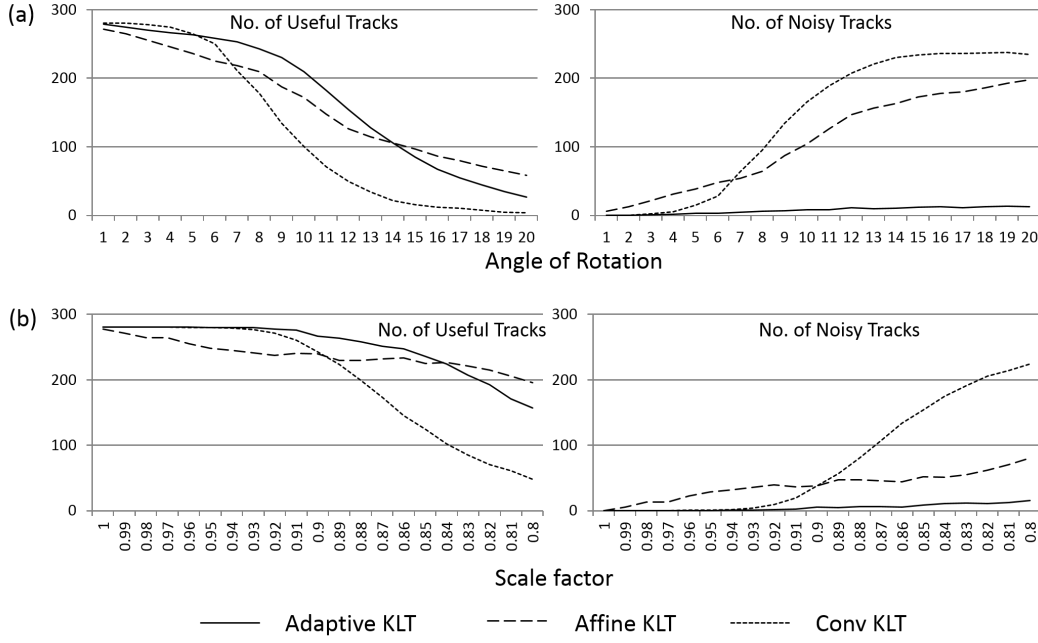 (a)
No. of Useful Tracks
300
200
100
0
1 2 3 4 5 6 7 8 9 10 11 12 13 14 15 16 17 18 19 20
No. of Noisy Tracks
300
200
100
0
1 2 3 4 5 6 7 8 9 10 11 12 13 14 15 16 17 18 19 20
Angle of Rotation
(b)
No. of Useful Tracks
300
200
100
0
1 0.99 0.98 0.97 0.96 0.95 0.94 0.93 0.92 0.91 0.9 0.89 0.88 0.87 0.86 0.85 0.84 0.83 0.82 0.81 0.8
No. of Noisy Tracks
300
200
100
0
1 0.99 0.98 0.97 0.96 0.95 0.94 0.93 0.92 0.91 0.9 0.89 0.88 0.87 0.86 0.85 0.84 0.83 0.82 0.81 0.8
Scale factor
Adaptive KLT Affine KLT Conv KLT